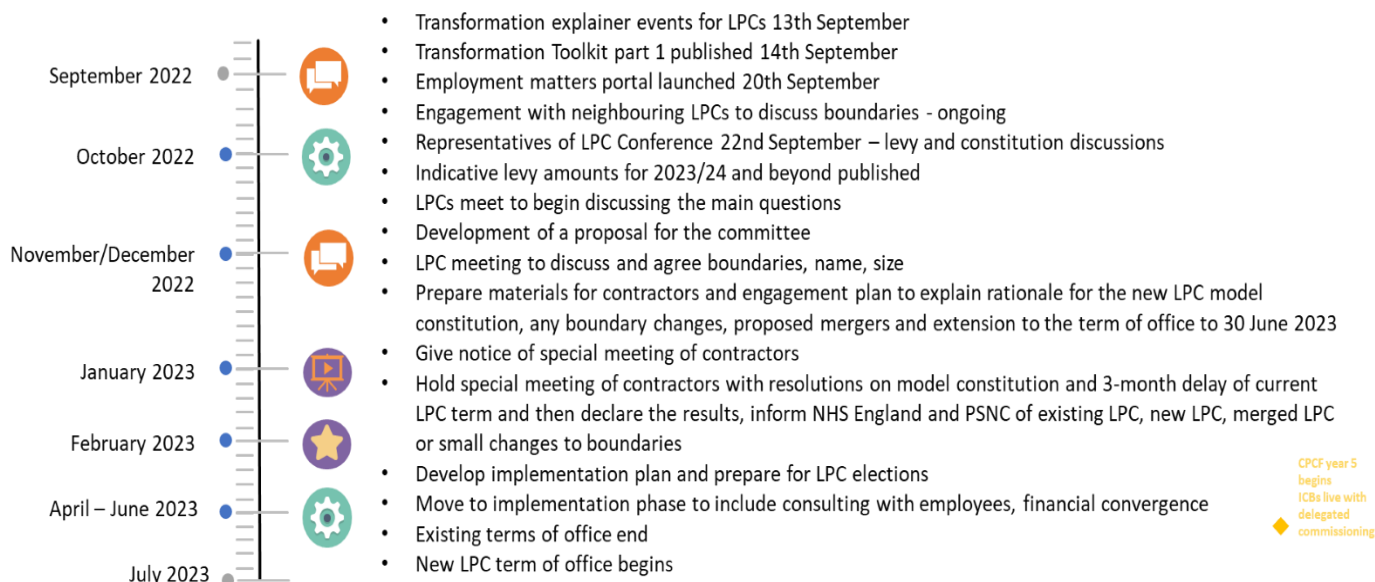 September 2022
October 2022
November/December
2022
January 2023
February 2023
April – June 2023
July 2023
• Transformation explainer events for LPCs 13th September
• Transformation Toolkit part 1 published 14th September
• Employment matters portal launched 20th September
• Engagement with neighbouring LPCs to discuss boundaries - ongoing
• Representatives of LPC Conference 22nd September – levy and constitution discussions
• Indicative levy amounts for 2023/24 and beyond published
• LPCs meet to begin discussing the main questions
• Development of a proposal for the committee
• LPC meeting to discuss and agree boundaries, name, size
• Prepare materials for contractors and engagement plan to explain rationale for the new LPC model
constitution, any boundary changes, proposed mergers and extension to the term of office to 30 June 2023
• Give notice of special meeting of contractors
• Hold special meeting of contractors with resolutions on model constitution and 3-month delay of current
LPC term and then declare the results, inform NHS England and PSNC of existing LPC, new LPC, merged LPC
or small changes to boundaries
• Develop implementation plan and prepare for LPC elections
• Move to implementation phase to include consulting with employees, financial convergence
• Existing terms of office end
• New LPC term of office begins
CPCF year 5
begins
ICBs live with
delegated
commissioning